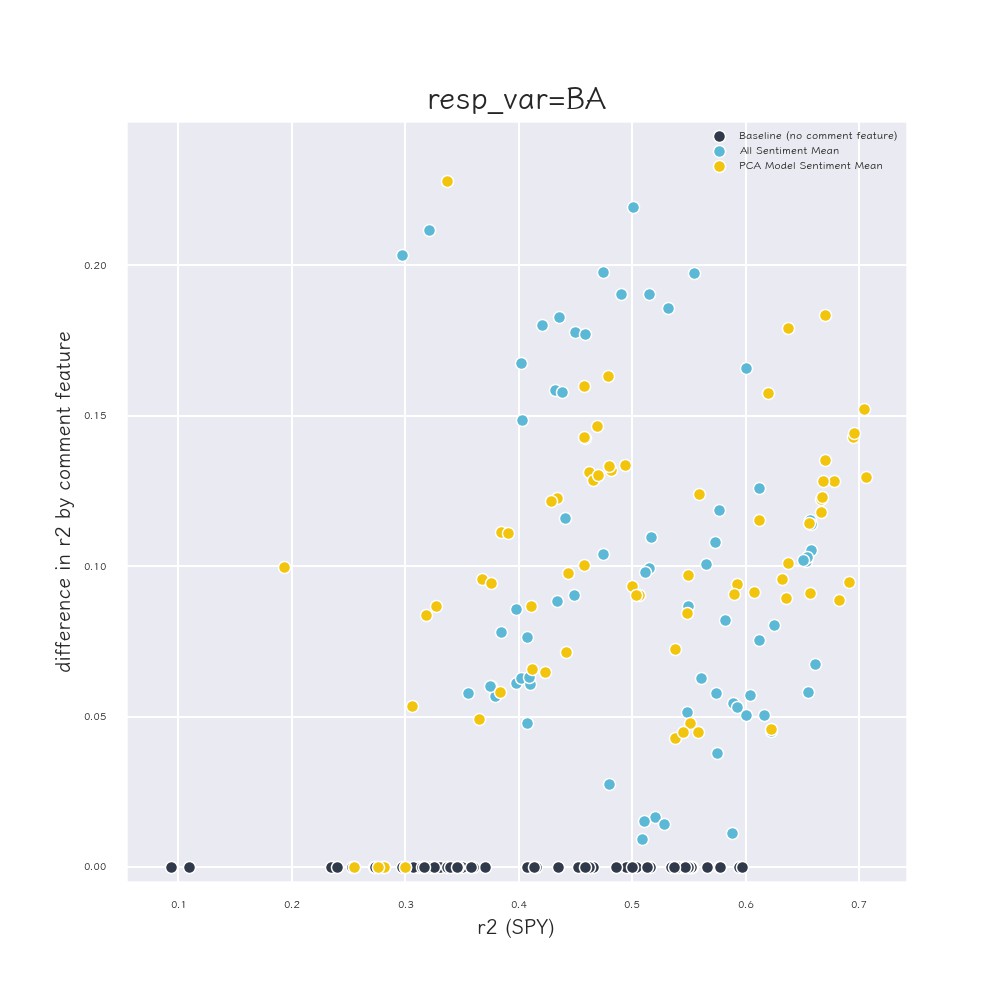 resp_var=BA
Baseline (no comment feature)
All Sentiment Mean
PCA Model Sentiment Mean
difference in r2 by comment feature
0.20
0.15
0.10
0.05
0.00
0.1 0.2 0.3 0.4 0.5 0.6 0.7
r2 (SPY)